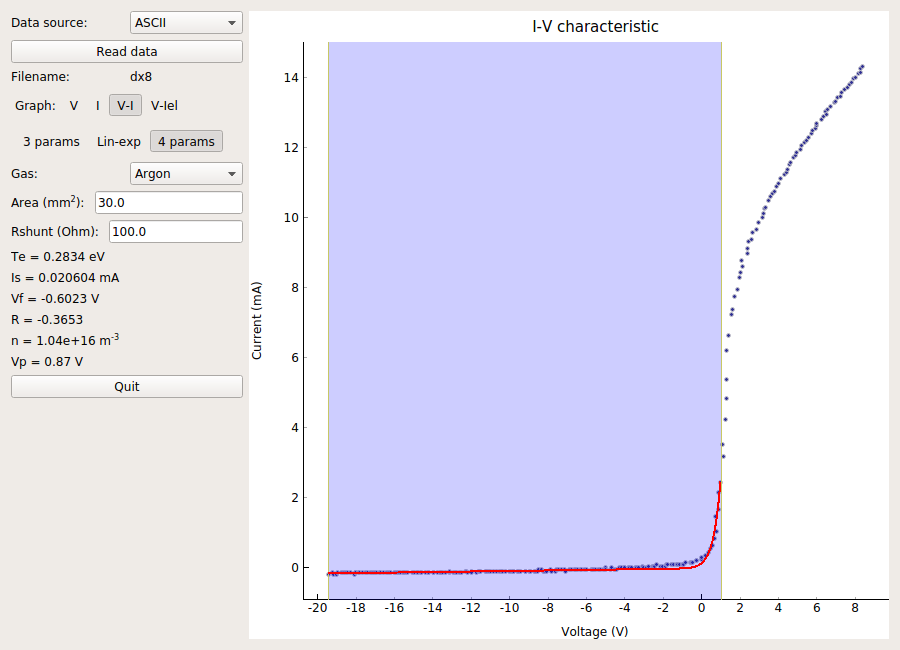 Data source: ASCII
Read data
Filename: dx8
Graph: V I V-I V-Iel
3 params Lin-exp 4 params
Gas: Argon
Area (mm²): 30.0
Rshunt (Ohm): 100.0
Te = 0.2834 eV
Is = 0.020604 mA
Vf = -0.6023 V
R = -0.3653
n = 1.04e+16 m⁻³
Vp = 0.87 V
Quit
I-V characteristic
Current (mA)
14
12
10
8
6
4
2
0
-20 -18 -16 -14 -12 -10 -8 -6 -4 -2 0 2 4 6 8
Voltage (V)